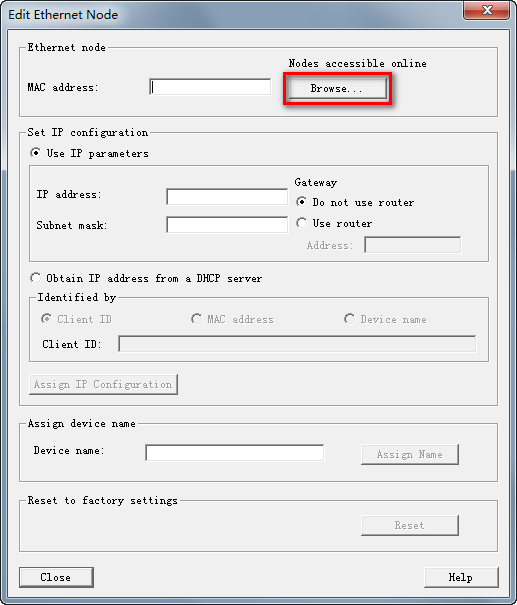 Edit Ethernet Node
Ethernet node
Nodes accessible online
MAC address:
Browse...
Set IP configuration
Use IP parameters
Gateway
IP address:
Do not use router
Subnet mask:
Use router
Address:
Obtain IP address from a DHCP server
Identified by
Client ID
MAC address
Device name
Client ID:
Assign IP Configuration
Assign device name
Device name:
Assign Name
Reset to factory settings
Reset
Close
Help